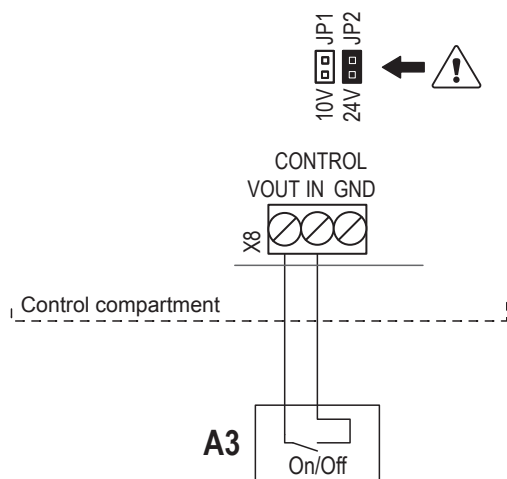 JP1 JP2
10V 24V
CONTROL
VOUT IN GND
X8
Control compartment
A3
On/Off